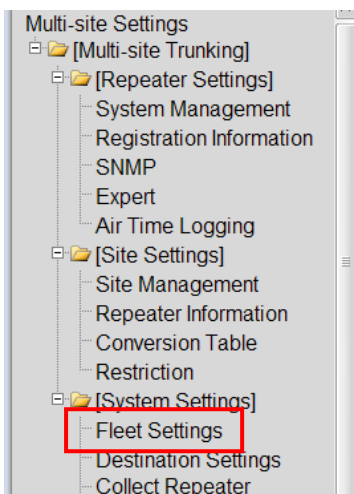 Multi-site Settings
[Multi-site Trunking]
[Repeater Settings]
System Management
Registration Information
SNMP
Expert
Air Time Logging
[Site Settings]
Site Management
Repeater Information
Conversion Table
Restriction
[System Settings]
Fleet Settings
Destination Settings
Collect Repeater